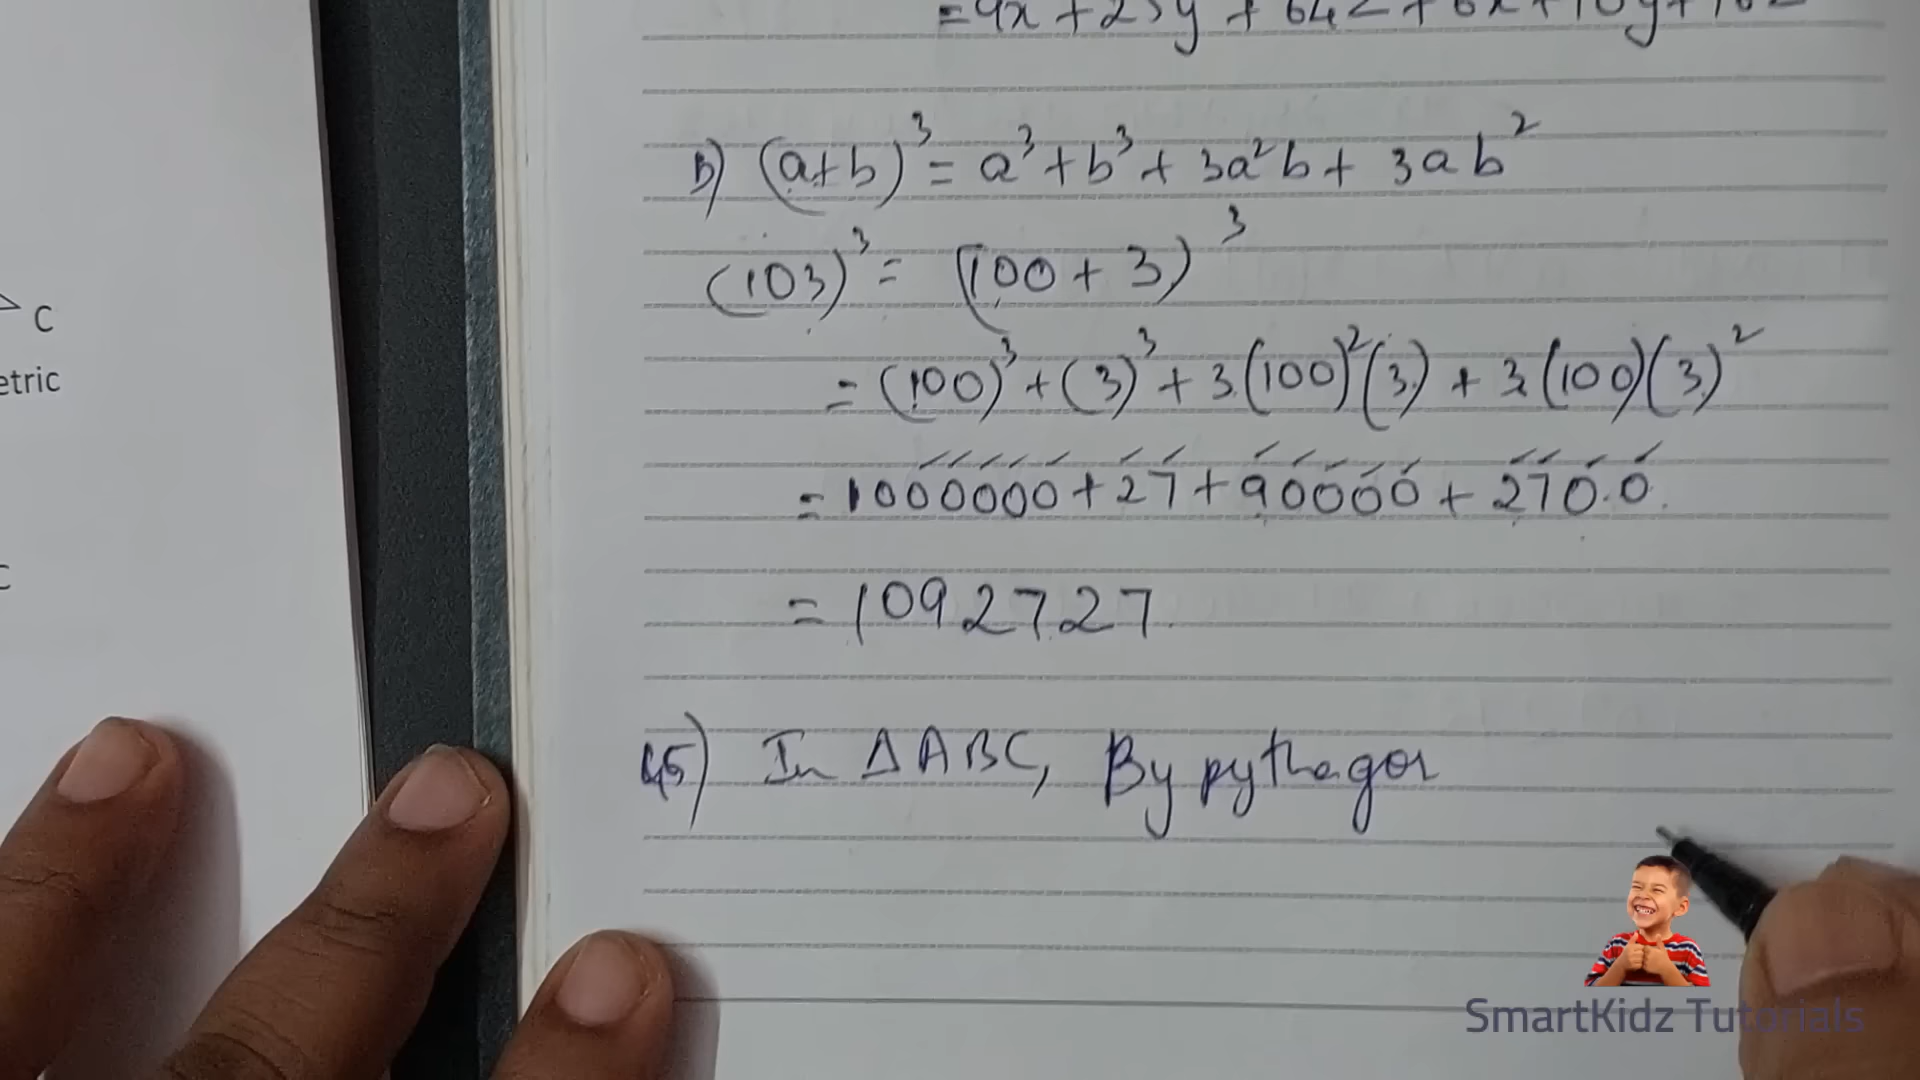 C
etric
C
b) (a+b)³ = a³+b³+ 3a²b + 3ab²
(103)³ = (100 + 3)³
= (100)³ + (3)³ + 3(100)²(3) + 3(100)(3)²
= 1000000 + 27 + 90000 + 2700.
= 1092727.
45) In ΔABC, By pythagor
SmartKidz Tutorials